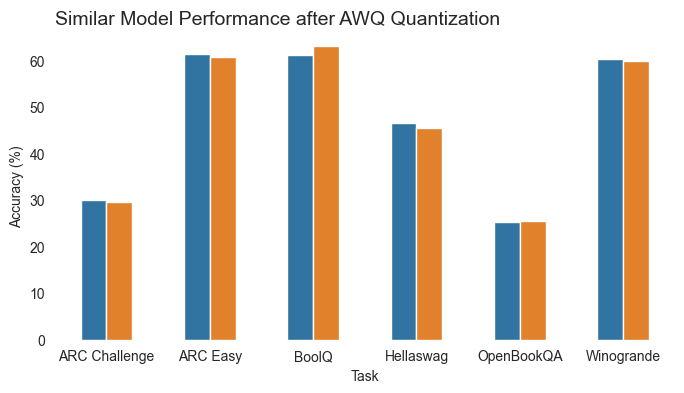 Similar Model Performance after AWQ Quantization
Accuracy (%)
60
50
40
30
20
10
0
ARC Challenge
ARC Easy
BoolQ
Hellaswag
OpenBookQA
Winogrande
Task